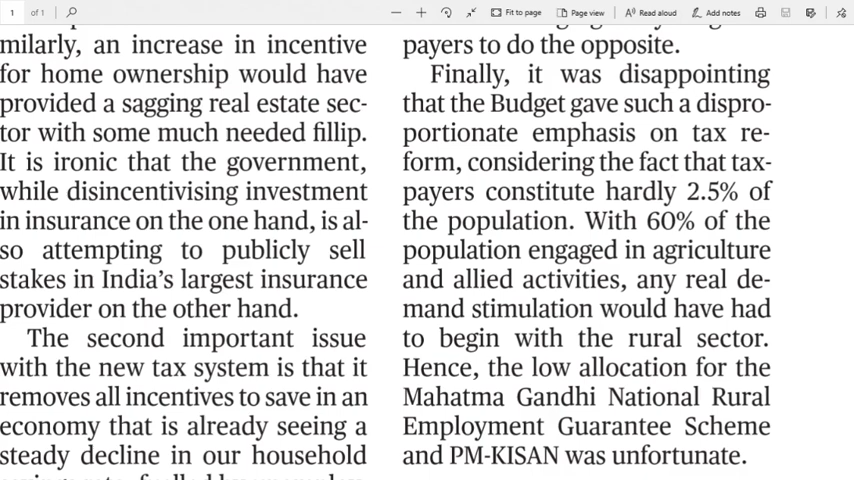 1 of 1
Fit to page
Page view
Read aloud
Add notes
milarly, an increase in incentive
for home ownership would have
provided a sagging real estate sec-
tor with some much needed fillip.
It is ironic that the government,
while disincentivising investment
in insurance on the one hand, is al-
so attempting to publicly sell
stakes in India's largest insurance
provider on the other hand.
The second important issue
with the new tax system is that it
removes all incentives to save in an
economy that is already seeing a
steady decline in our household
payers to do the opposite.
Finally, it was disappointing
that the Budget gave such a dispro-
portionate emphasis on tax re-
form, considering the fact that tax-
payers constitute hardly 2.5% of
the population. With 60% of the
population engaged in agriculture
and allied activities, any real de-
mand stimulation would have had
to begin with the rural sector.
Hence, the low allocation for the
Mahatma Gandhi National Rural
Employment Guarantee Scheme
and PM-KISAN was unfortunate.